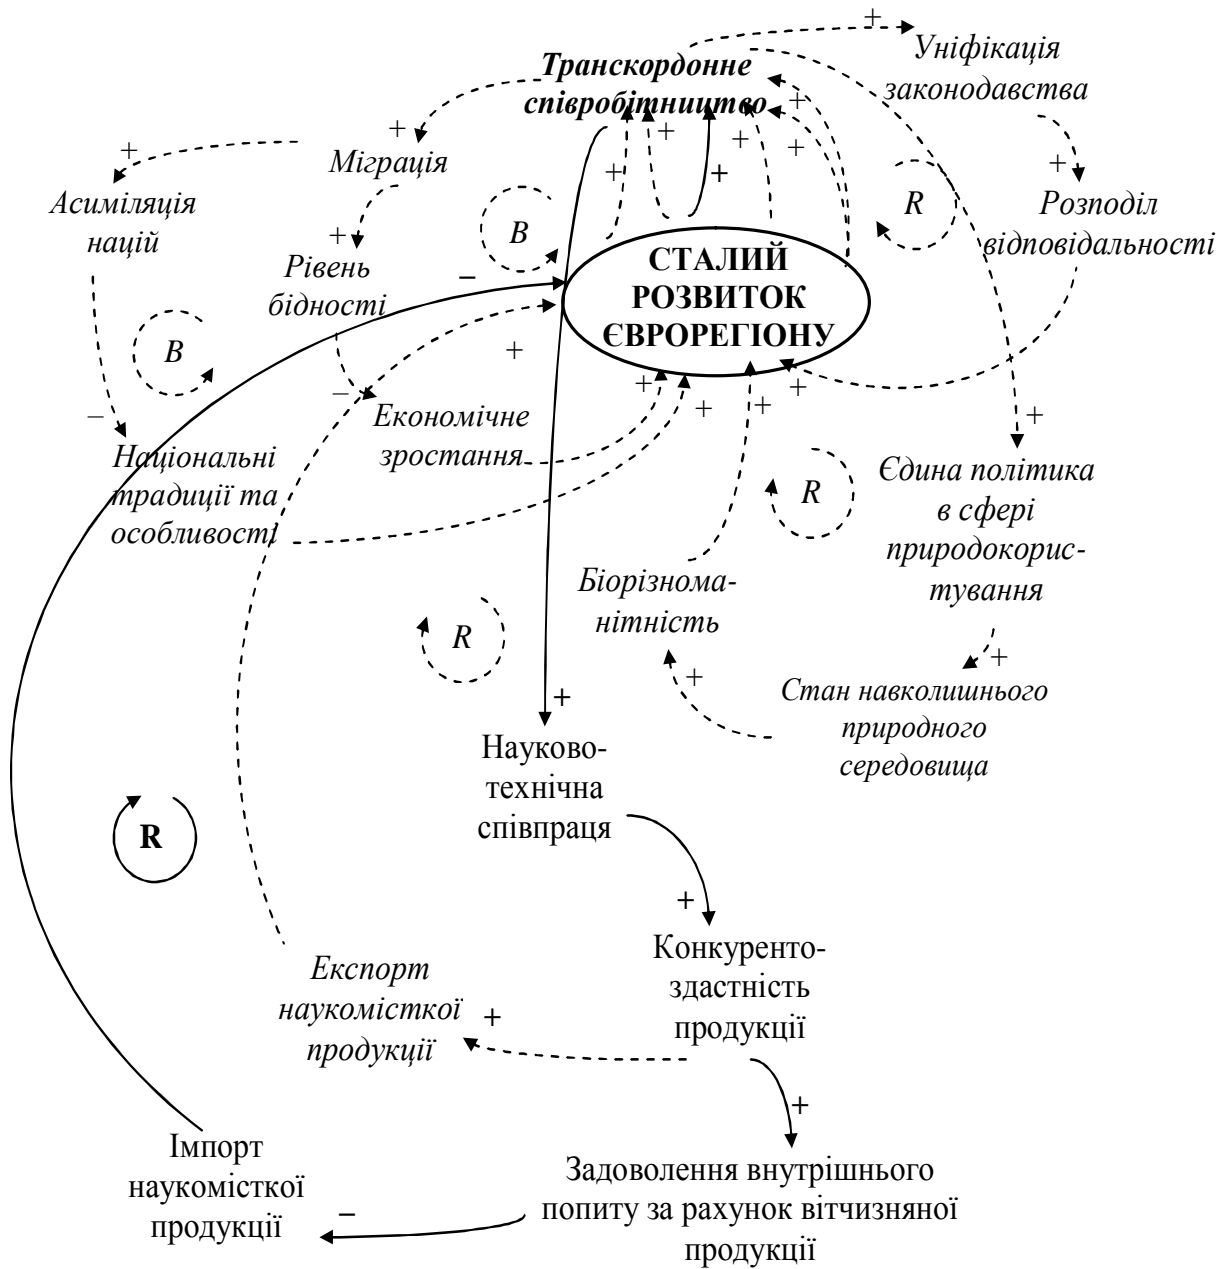 +
Уніфікація
законодавства
Транскордонне
співробітництво
+
+
+
+
+
+
+
+
+
Міграція
Асиміляція
націй
B
R
Розподіл
відповідальності
+
Рівень
бідності
–
СТАЛИЙ
РОЗВИТОК
ЄВРОРЕГІОНУ
B
+
–
–
+
+
+
+
+
Економічне
зростання
Національні
традиції та
особливості
R
Єдина політика
в сфері
природокорис-
тування
Біорізнома-
нітність
R
+
+
Стан навколишнього
природного
середовища
+
Науково-
технічна
співпраця
R
+
Конкуренто-
здастність
продукції
Експорт
наукомісткої
продукції
+
+
Імпорт
наукомісткої
продукції
–
Задоволення внутрішнього
попиту за рахунок вітчизняної
продукції